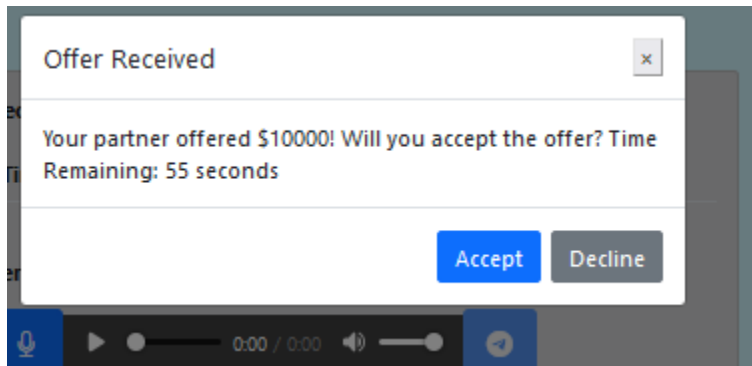 Offer Received
×
Your partner offered $10000! Will you accept the offer? Time
Remaining: 55 seconds
Accept Decline
0:00 / 0:00